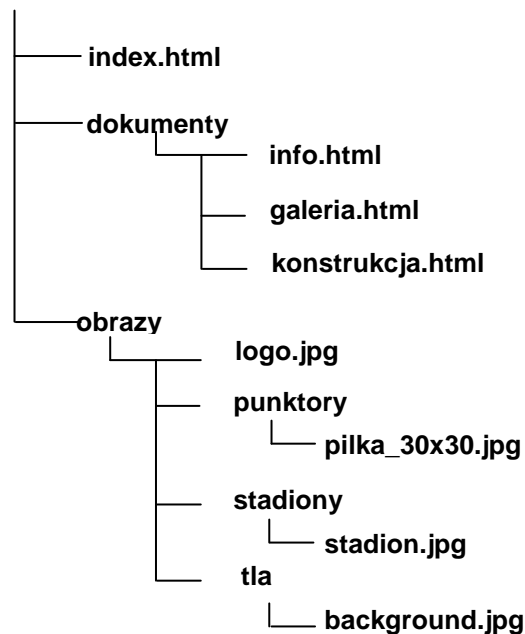 index.html
dokumenty
info.html
galeria.html
konstrukcja.html
obrazy
logo.jpg
punktory
pilka_30x30.jpg
stadiony
stadion.jpg
tla
background.jpg